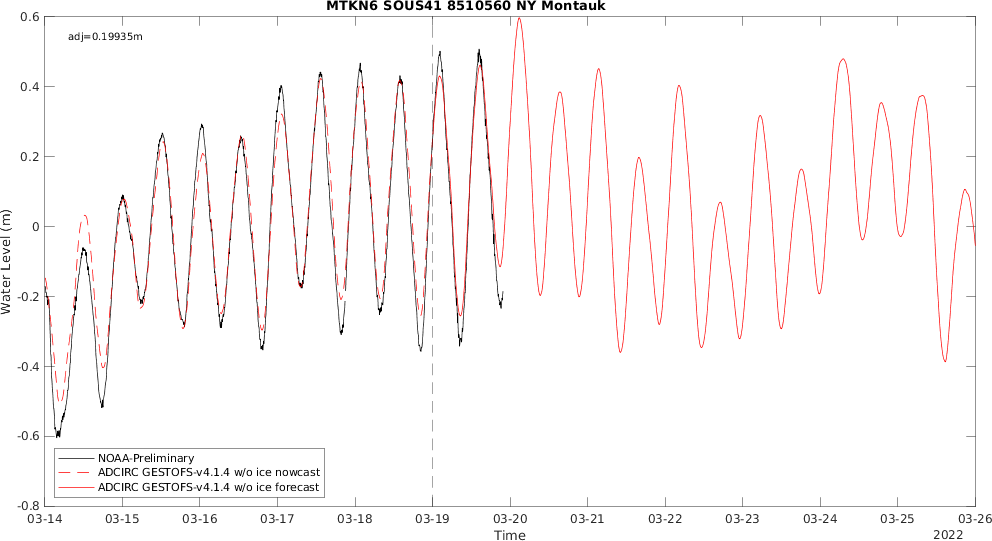 MTKN6 SOUS41 8510560 NY Montauk
adj=0.19935m
0.6
0.4
0.2
0
-0.2
-0.4
-0.6
-0.8
Water Level (m)
NOAA-Preliminary
ADCIRC GESTOFS-v4.1.4 w/o ice nowcast
ADCIRC GESTOFS-v4.1.4 w/o ice forecast
03-14 03-15 03-16 03-17 03-18 03-19 03-20 03-21 03-22 03-23 03-24 03-25 03-26
Time
2022